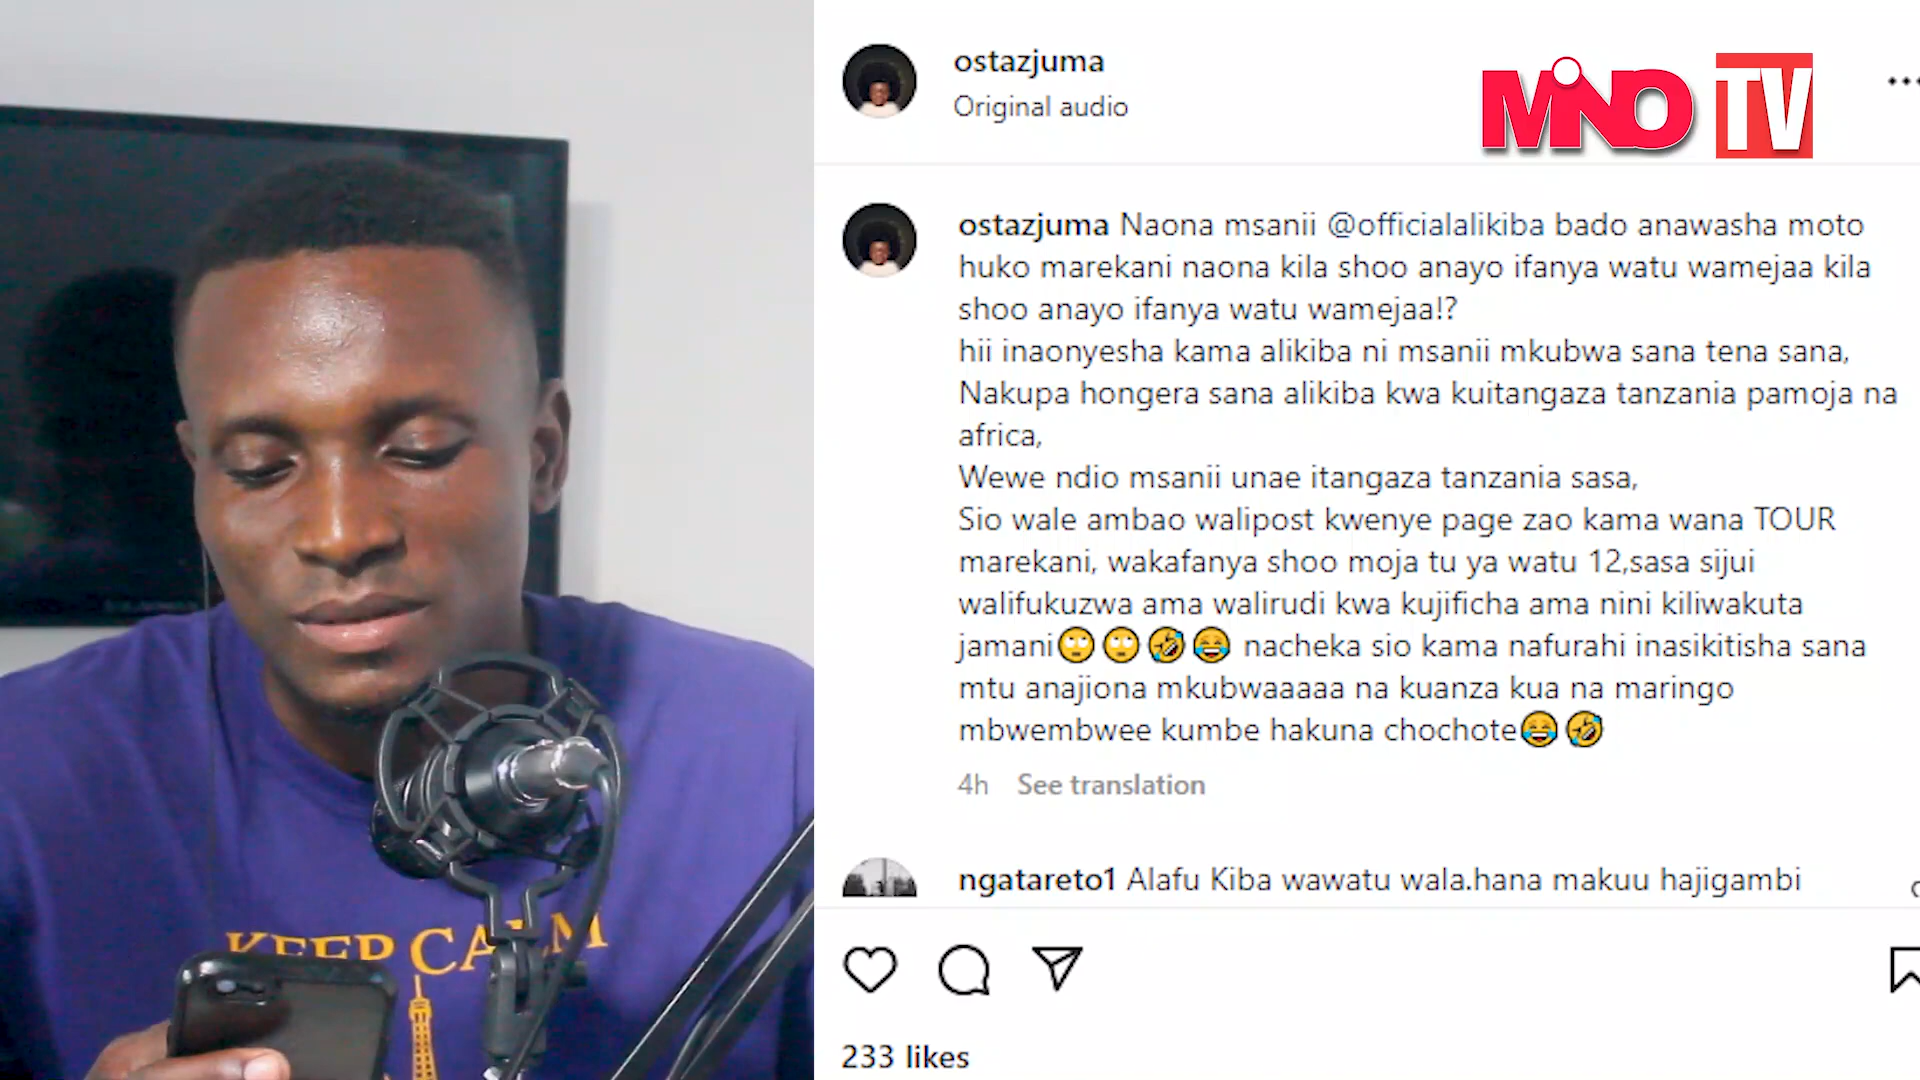 ostazjuma
Original audio
MNO TV
ostazjuma Naona msanii @officialalikiba bado anawasha moto
huko marekani naona kila shoo anayo ifanya watu wamejaa kila
shoo anayo ifanya watu wamejaa!?
hii inaonyesha kama alikiba ni msanii mkubwa sana tena sana,
Nakupa hongera sana alikiba kwa kuitangaza tanzania pamoja na
africa,
Wewe ndio msanii unae itangaza tanzania sasa,
Sio wale ambao walipost kwenye page zao kama wana TOUR
marekani, wakafanya shoo moja tu ya watu 12,sasa sijui
walifukuzwa ama walirudi kwa kujificha ama nini kiliwakuta
jamani🙄🙄🤣😂 nacheka sio kama nafurahi inasikitisha sana
mtu anajiona mkubwaaaaa na kuanza kua na maringo
mbwembwee kumbe hakuna chochote😂🤣
4h See translation
ngatareto1 Alafu Kiba wawatu wala.hana makuu hajigambi
233 likes
KEEP CALM